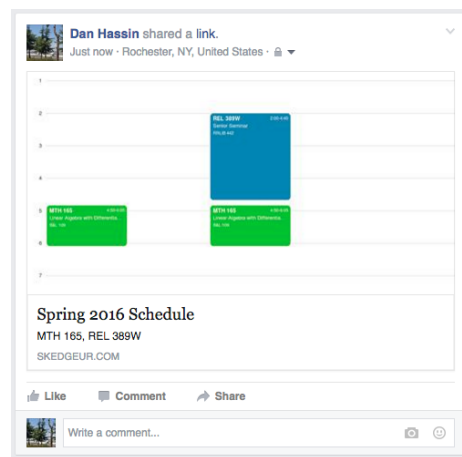 Dan Hassin shared a link.
Just now · Rochester, NY, United States ·
1
2
REL 389W
Senior Seminar
3
4
5
MTH 165
Linear Algebra with Differentia
MTH 165
Linear Algebra with Differentia
6
7
Spring 2016 Schedule
MTH 165, REL 389W
SKEDGEUR.COM
Like Comment Share
Write a comment...